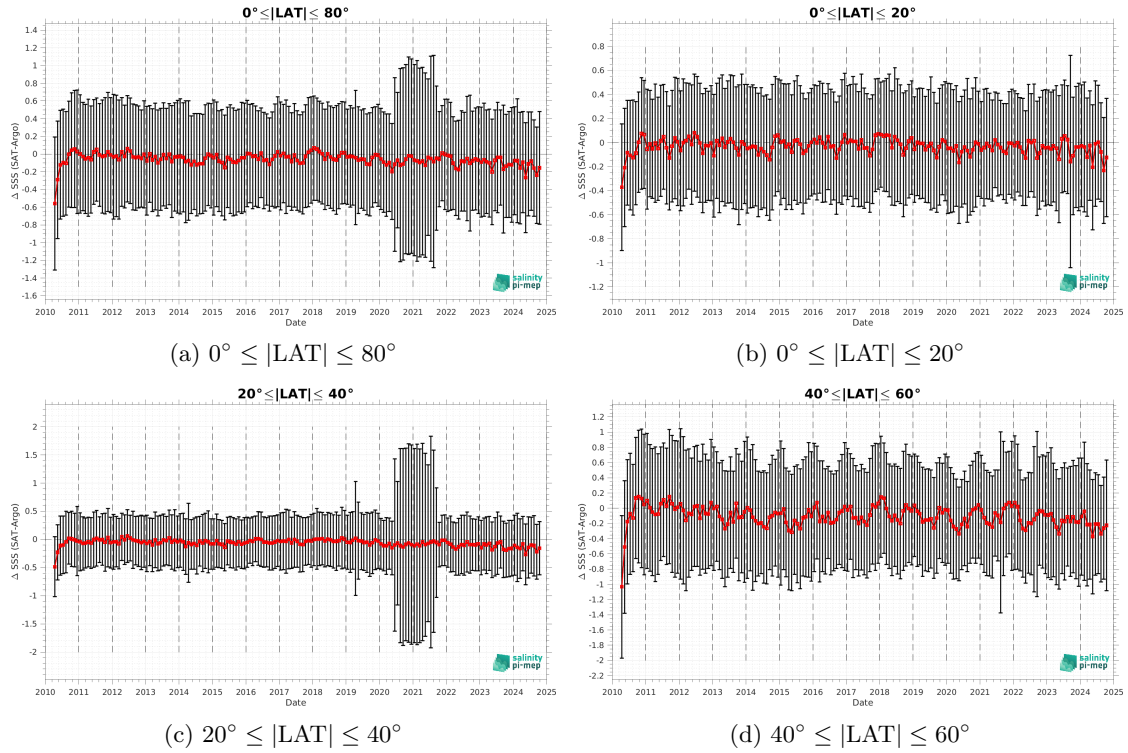 0°≤|LAT|≤ 80°
1.4
1.2
1
0.8
0.6
0.4
0.2
0
-0.2
-0.4
-0.6
-0.8
-1
-1.2
-1.4
-1.6
Δ SSS (SAT-Argo)
salinity
pi-mep
2010 2011 2012 2013 2014 2015 2016 2017 2018 2019 2020 2021 2022 2023 2024 2025
Date
(a) 0° ≤ |LAT| ≤ 80°
0°≤|LAT|≤ 20°
0.8
0.6
0.4
0.2
0
-0.2
-0.4
-0.6
-0.8
-1
-1.2
Δ SSS (SAT-Argo)
salinity
pi-mep
2010 2011 2012 2013 2014 2015 2016 2017 2018 2019 2020 2021 2022 2023 2024 2025
Date
(b) 0° ≤ |LAT| ≤ 20°
20°≤|LAT|≤ 40°
2
1.5
1
0.5
0
-0.5
-1
-1.5
-2
Δ SSS (SAT-Argo)
salinity
pi-mep
2010 2011 2012 2013 2014 2015 2016 2017 2018 2019 2020 2021 2022 2023 2024 2025
Date
(c) 20° ≤ |LAT| ≤ 40°
40°≤|LAT|≤ 60°
1.2
1
0.8
0.6
0.4
0.2
0
-0.2
-0.4
-0.6
-0.8
-1
-1.2
-1.4
-1.6
-1.8
-2
-2.2
Δ SSS (SAT-Argo)
salinity
pi-mep
2010 2011 2012 2013 2014 2015 2016 2017 2018 2019 2020 2021 2022 2023 2024 2025
Date
(d) 40° ≤ |LAT| ≤ 60°